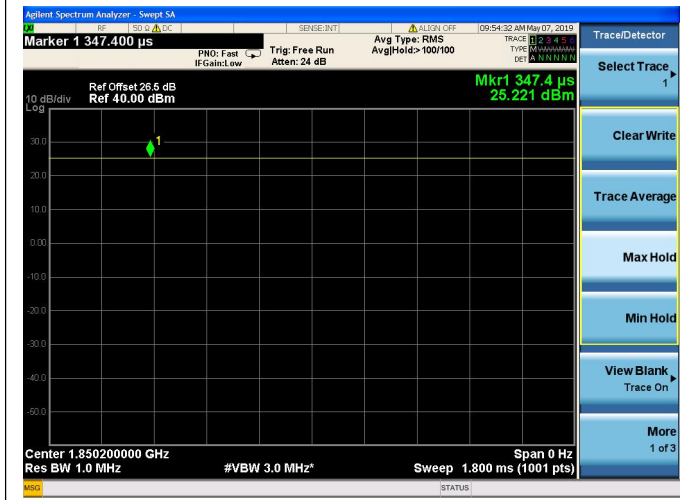 Agilent Spectrum Analyzer - Swept SA
RF 50 Ω DC SENSE:INT ALIGN OFF 09:54:32 AM May 07, 2019
Marker 1 347.400 µs
PNO: Fast
IFGain:Low
Trig: Free Run
Atten: 24 dB
Avg Type: RMS
Avg|Hold:>100/100
TRACE 1 2 3 4 5 6
TYPE M
DET A N N N N N
Trace/Detector
Ref Offset 26.5 dB
10 dB/div Ref 40.00 dBm
Log
Mkr1 347.4 µs
25.221 dBm
1
30.0
20.0
10.0
0.00
-10.0
-20.0
-30.0
-40.0
-50.0
Center 1.850200000 GHz Span 0 Hz
Res BW 1.0 MHz #VBW 3.0 MHz* Sweep 1.800 ms (1001 pts)
MSG STATUS
Select Trace
1
Clear Write
Trace Average
Max Hold
Min Hold
View Blank
Trace On
More
1 of 3